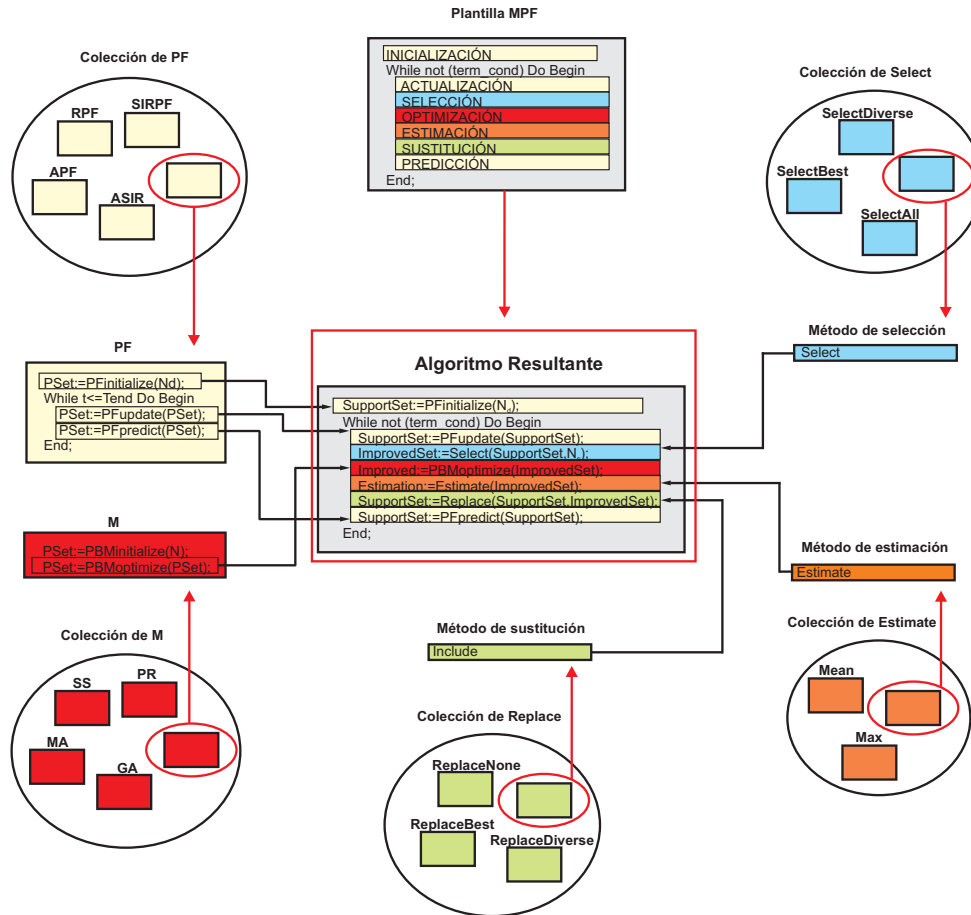 Plantilla MPF
INICIALIZACIÓN
While not (term_cond) Do Begin
ACTUALIZACIÓN
SELECCIÓN
OPTIMIZACIÓN
ESTIMACIÓN
SUSTITUCIÓN
PREDICCIÓN
End;
Colección de PF
RPF
SIRPF
APF
ASIR
Colección de Select
SelectDiverse
SelectBest
SelectAll
PF
PSet:=PFinitialize(Nd);
While t<=Tend Do Begin
PSet:=PFupdate(PSet);
PSet:=PFpredict(PSet);
End;
Algoritmo Resultante
SupportSet:=PFinitialize(Nd);
While not (term_cond) Do Begin
SupportSet:=PFupdate(SupportSet);
ImprovedSet:=Select(SupportSet,Ns);
Improved:=PBMoptimize(ImprovedSet);
Estimation:=Estimate(ImprovedSet);
SupportSet:=Replace(SupportSet,ImprovedSet);
SupportSet:=PFpredict(SupportSet);
End;
Método de selección
Select
M
PSet:=PBMinitialize(N);
PSet:=PBMoptimize(PSet);
Método de estimación
Estimate
Colección de M
SS
PR
MA
GA
Método de sustitución
Include
Colección de Replace
ReplaceNone
ReplaceBest
ReplaceDiverse
Colección de Estimate
Mean
Max